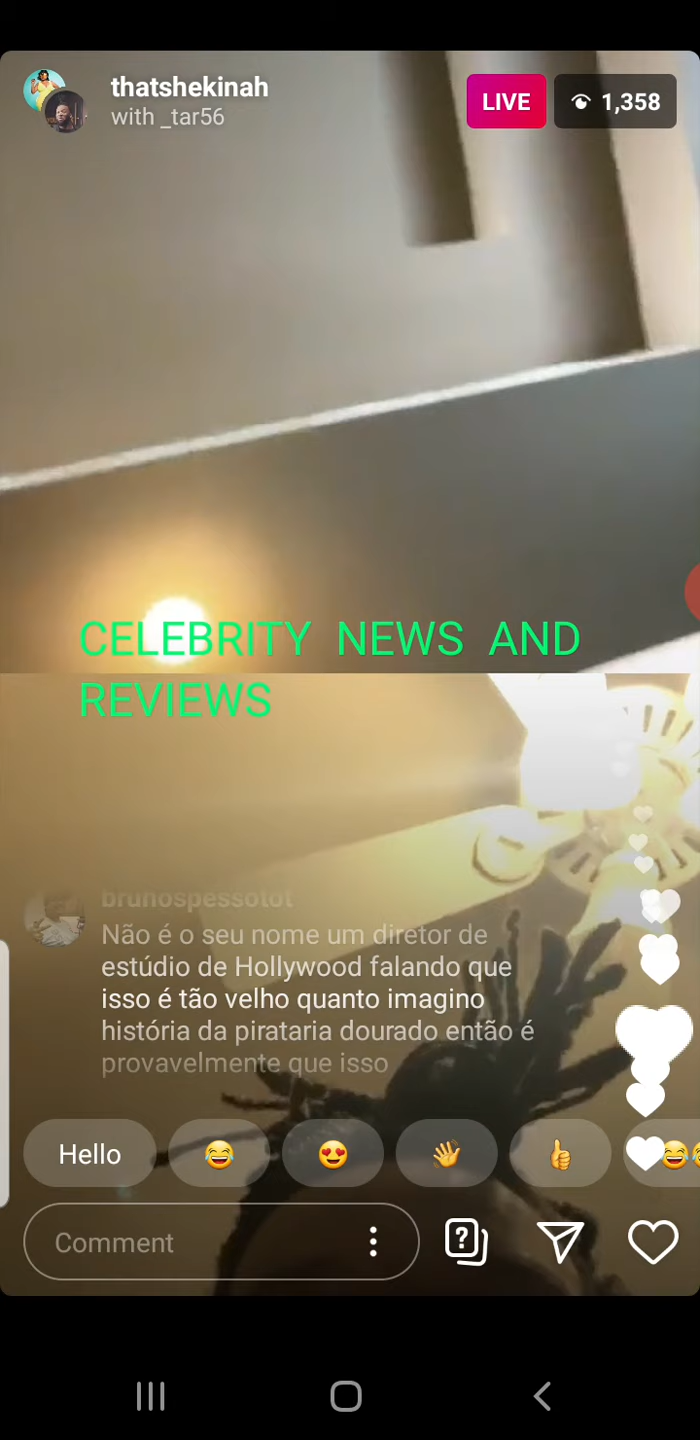 thatshekinah
with _tar56
LIVE
1,358
CELEBRITY NEWS AND
REVIEWS
brunospessotot
Não é o seu nome um diretor de
estúdio de Hollywood falando que
isso é tão velho quanto imagino
história da pirataria dourado então é
provavelmente que isso
Hello
Comment